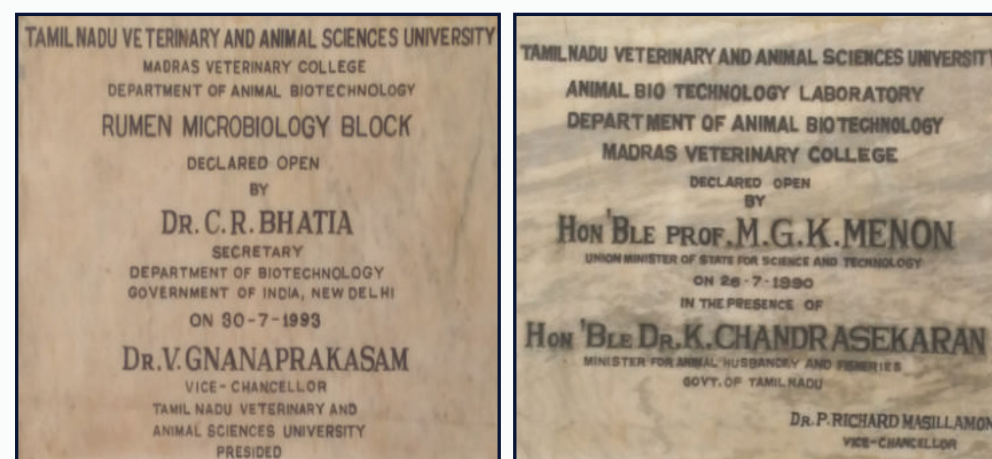 TAMIL NADU VETERINARY AND ANIMAL SCIENCES UNIVERSITY
MADRAS VETERINARY COLLEGE
DEPARTMENT OF ANIMAL BIOTECHNOLOGY
RUMEN MICROBIOLOGY BLOCK
DECLARED OPEN
BY
DR. C.R. BHATIA
SECRETARY
DEPARTMENT OF BIOTECHNOLOGY
GOVERNMENT OF INDIA, NEW DELHI
ON 30-7-1993
DR. V. GNANAPRAKASAM
VICE-CHANCELLOR
TAMIL NADU VETERINARY AND
ANIMAL SCIENCES UNIVERSITY
PRESIDED
TAMIL NADU VETERINARY AND ANIMAL SCIENCES UNIVERSITY
ANIMAL BIO TECHNOLOGY LABORATORY
DEPARTMENT OF ANIMAL BIOTECHNOLOGY
MADRAS VETERINARY COLLEGE
DECLARED OPEN
BY
HON'BLE PROF. M.G.K. MENON
UNION MINISTER OF STATE FOR SCIENCE AND TECHNOLOGY
ON 26-7-1990
IN THE PRESENCE OF
HON'BLE DR. K. CHANDRASEKARAN
MINISTER FOR ANIMAL HUSBANDRY AND FISHERIES
GOVT. OF TAMIL NADU
DR. P. RICHARD MASILLAMON
VICE-CHANCELLOR